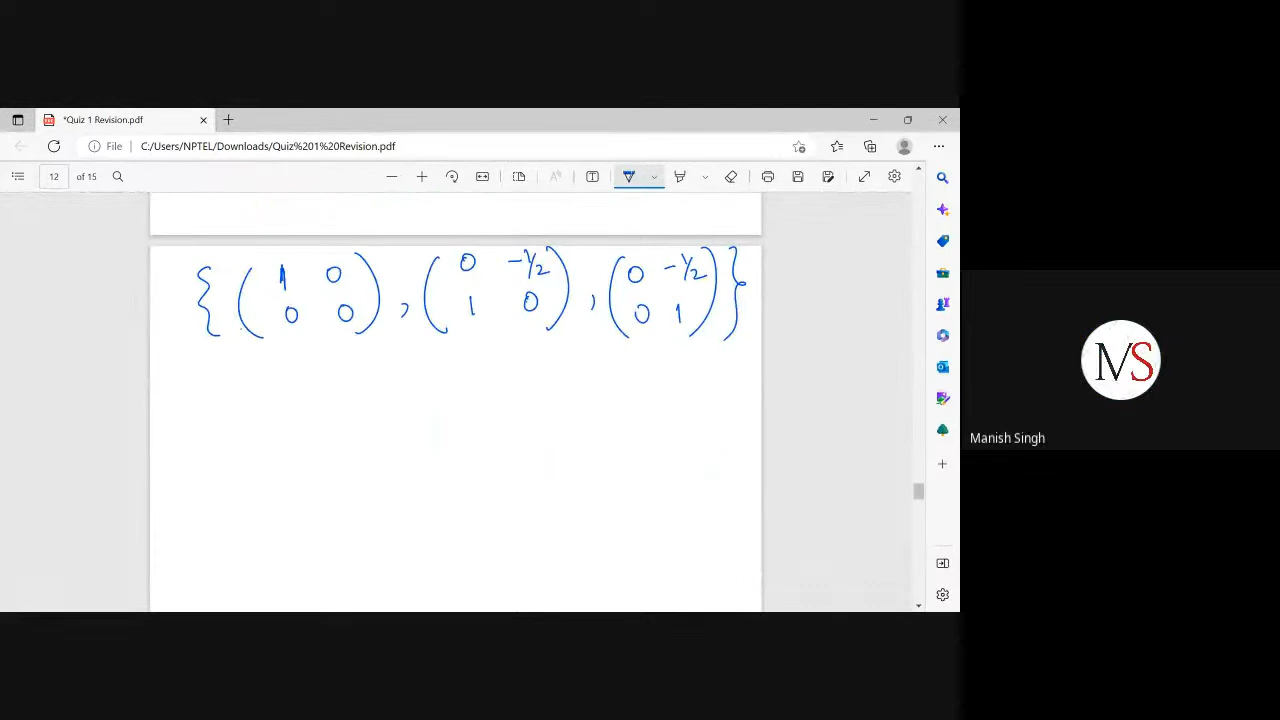 *Quiz 1 Revision.pdf
File C:/Users/NPTEL/Downloads/Quiz%201%20Revision.pdf
12 of 15
{ ( 1 0 ) , ( 0 -1/2 ) , ( 0 -1/2 ) }
( 0 0 ) ( 1 0 ) ( 0 1 )
MS
Manish Singh